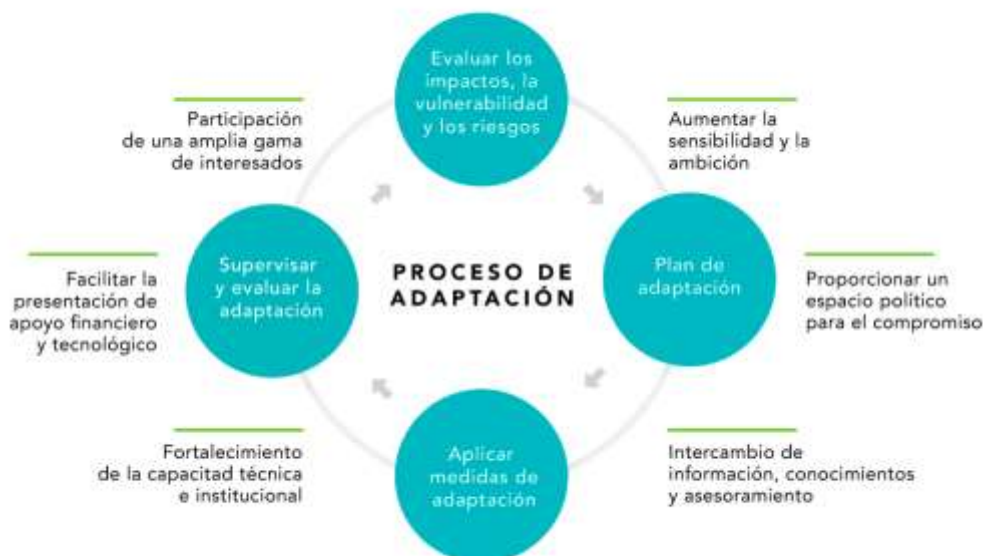 Evaluar los
impactos, la
vulnerabilidad
y los riesgos
Participación
de una amplia gama
de interesados
Aumentar la
sensibilidad y la
ambición
Supervisar
y evaluar la
adaptación
PROCESO DE
ADAPTACIÓN
Plan de
adaptación
Facilitar la
presentación de
apoyo financiero
y tecnológico
Proporcionar un
espacio político
para el compromiso
Fortalecimiento
de la capacitad técnica
e institucional
Aplicar
medidas de
adaptación
Intercambio de
información, conocimientos
y asesoramiento